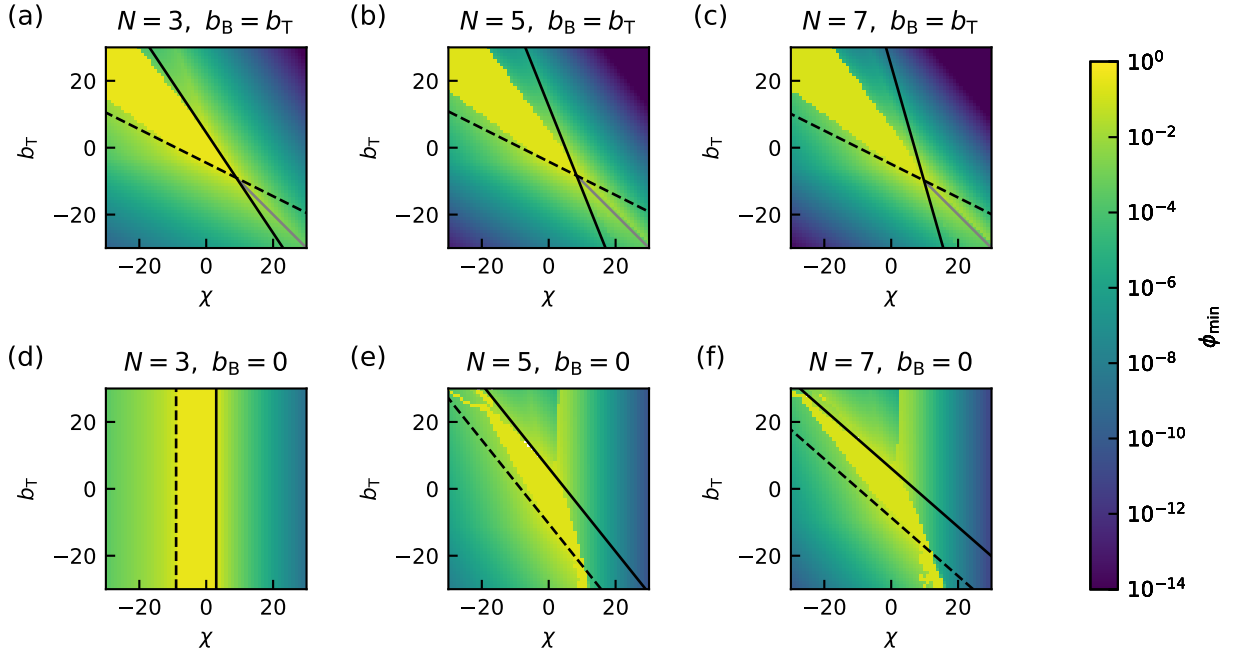 (a) N = 3, b_B = b_T
(b) N = 5, b_B = b_T
(c) N = 7, b_B = b_T
20
0
−20
b_T
−20 0 20
χ
20
0
−20
b_T
−20 0 20
χ
20
0
−20
b_T
−20 0 20
χ
(d) N = 3, b_B = 0
(e) N = 5, b_B = 0
(f) N = 7, b_B = 0
20
0
−20
b_T
−20 0 20
χ
20
0
−20
b_T
−20 0 20
χ
20
0
−20
b_T
−20 0 20
χ
10⁰
10⁻²
10⁻⁴
10⁻⁶
10⁻⁸
10⁻¹⁰
10⁻¹²
10⁻¹⁴
ϕ_min